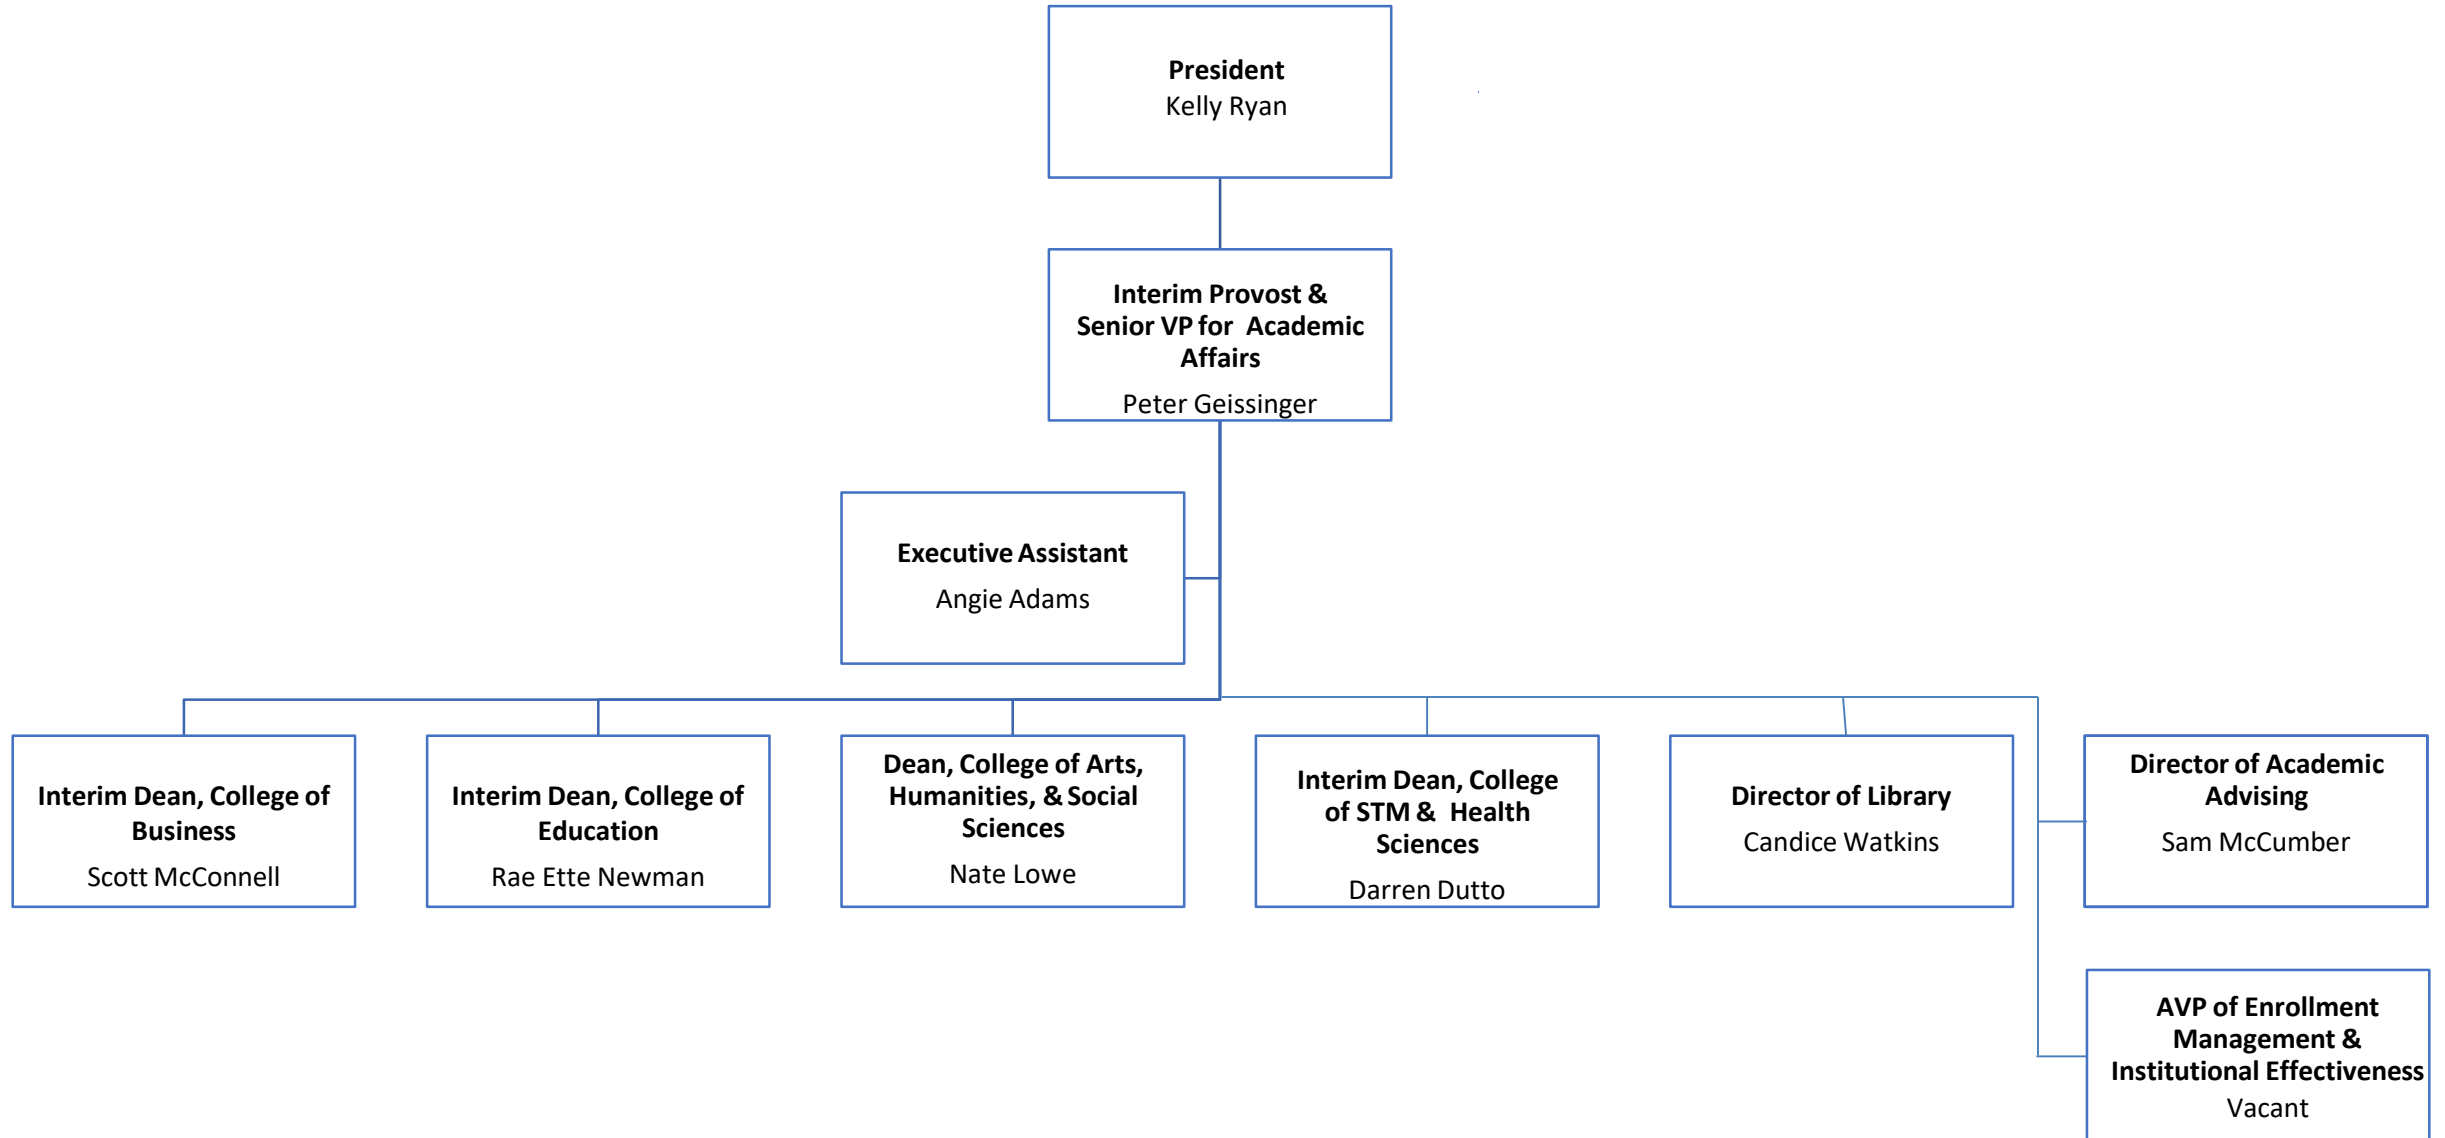 President
Kelly Ryan
Interim Provost &
Senior VP for Academic
Affairs
Peter Geissinger
Executive Assistant
Angie Adams
Interim Dean, College of
Business
Scott McConnell
Interim Dean, College of
Education
Rae Ette Newman
Dean, College of Arts,
Humanities, & Social
Sciences
Nate Lowe
Interim Dean, College
of STM & Health
Sciences
Darren Dutto
Director of Library
Candice Watkins
Director of Academic
Advising
Sam McCumber
AVP of Enrollment
Management &
Institutional Effectiveness
Vacant